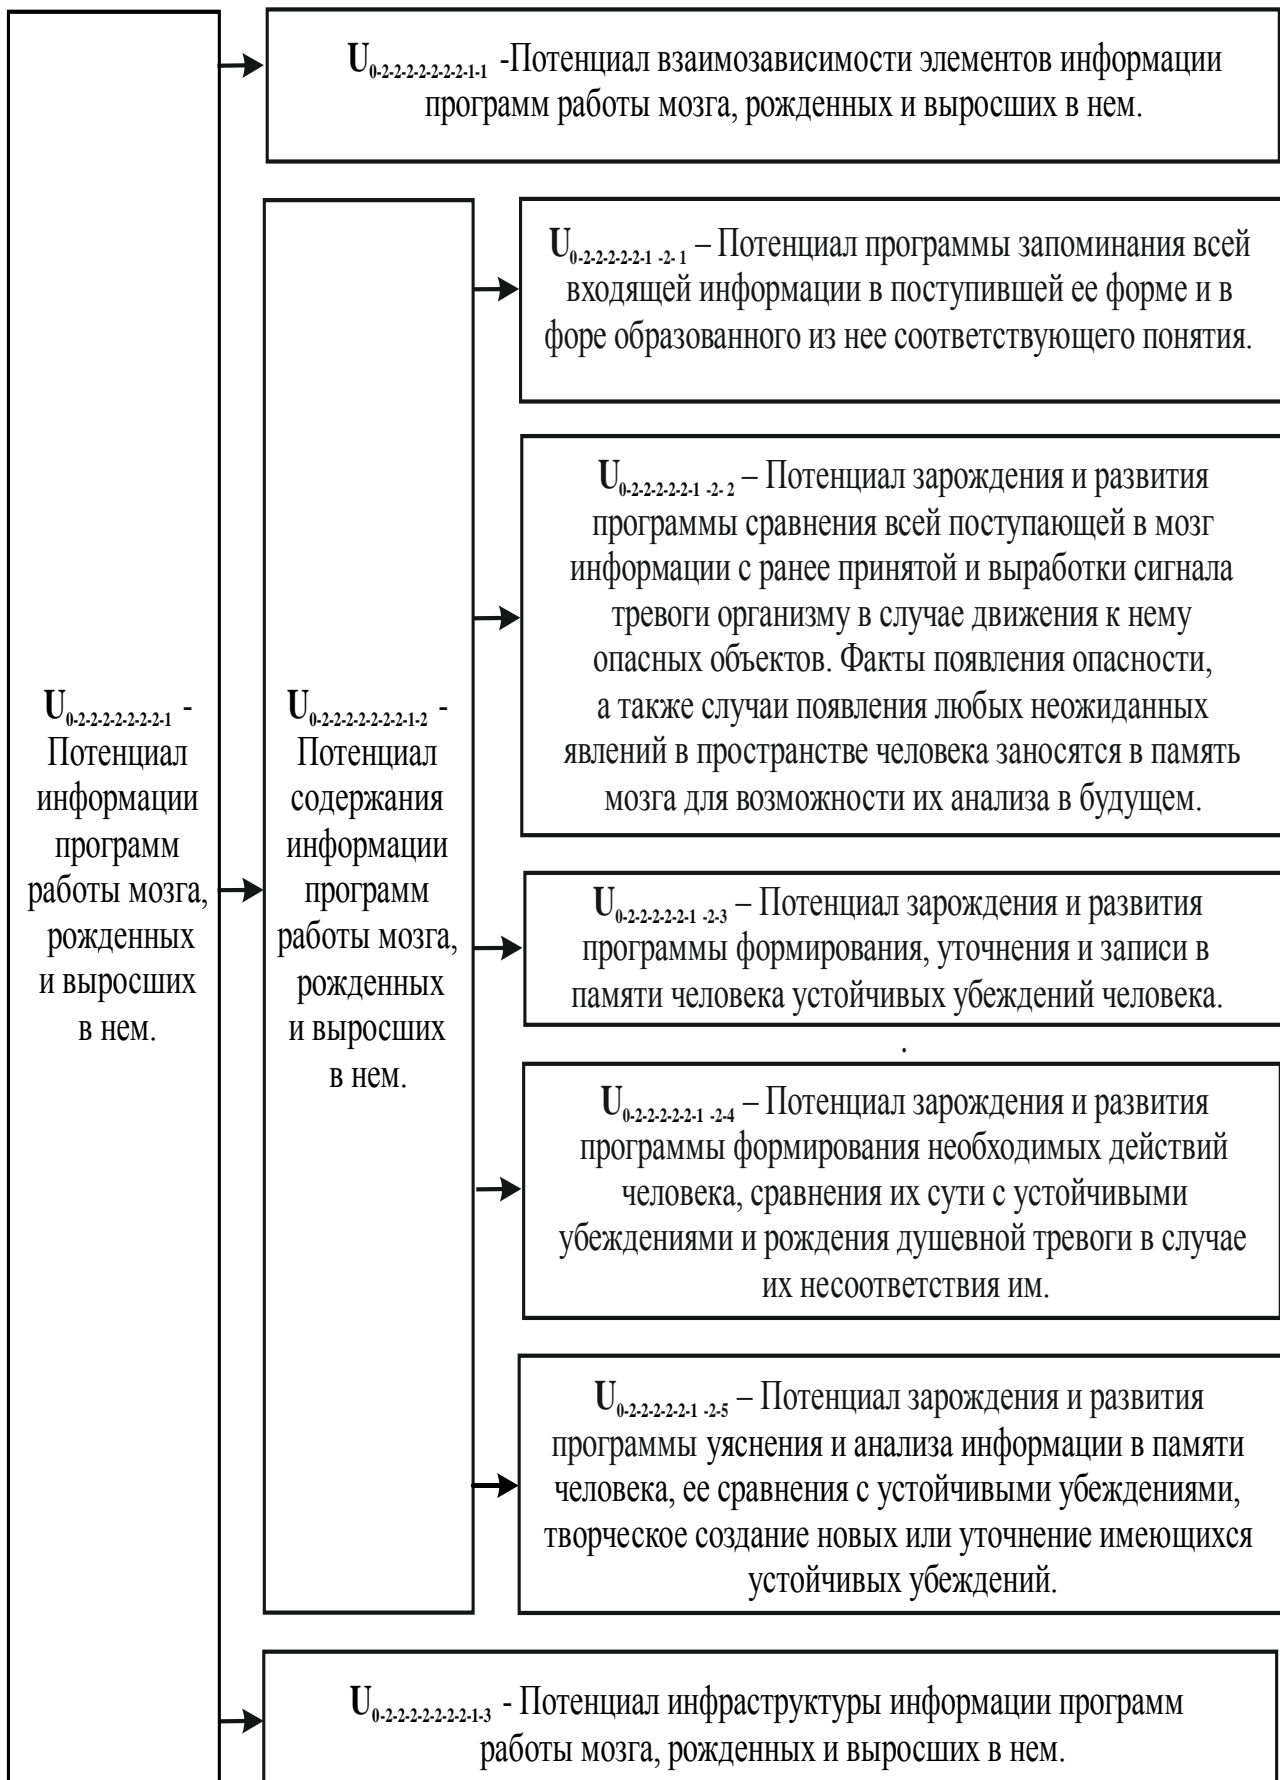 U0-2-2-2-2-2-2-2-1-1 -Потенциал взаимозависимости элементов информации
программ работы мозга, рожденных и выросших в нем.
U0-2-2-2-2-2-1 -2- 1 – Потенциал программы запоминания всей
входящей информации в поступившей ее форме и в
форе образованного из нее соответствующего понятия.
U0-2-2-2-2-2-1 -2- 2 – Потенциал зарождения и развития
программы сравнения всей поступающей в мозг
информации с ранее принятой и выработки сигнала
тревоги организму в случае движения к нему
опасных объектов. Факты появления опасности,
а также случаи появления любых неожиданных
явлений в пространстве человека заносятся в память
мозга для возможности их анализа в будущем.
U0-2-2-2-2-2-2-2-1 -
Потенциал
информации
программ
работы мозга,
рожденных
и выросших
в нем.
U0-2-2-2-2-2-2-2-1-2 -
Потенциал
содержания
информации
программ
работы мозга,
рожденных
и выросших
в нем.
U0-2-2-2-2-2-1 -2-3 – Потенциал зарождения и развития
программы формирования, уточнения и записи в
памяти человека устойчивых убеждений человека.
.
U0-2-2-2-2-2-1 -2-4 – Потенциал зарождения и развития
программы формирования необходимых действий
человека, сравнения их сути с устойчивыми
убеждениями и рождения душевной тревоги в случае
их несоответствия им.
U0-2-2-2-2-2-1 -2-5 – Потенциал зарождения и развития
программы уяснения и анализа информации в памяти
человека, ее сравнения с устойчивыми убеждениями,
творческое создание новых или уточнение имеющихся
устойчивых убеждений.
U0-2-2-2-2-2-2-2-1-3 - Потенциал инфраструктуры информации программ
работы мозга, рожденных и выросших в нем.